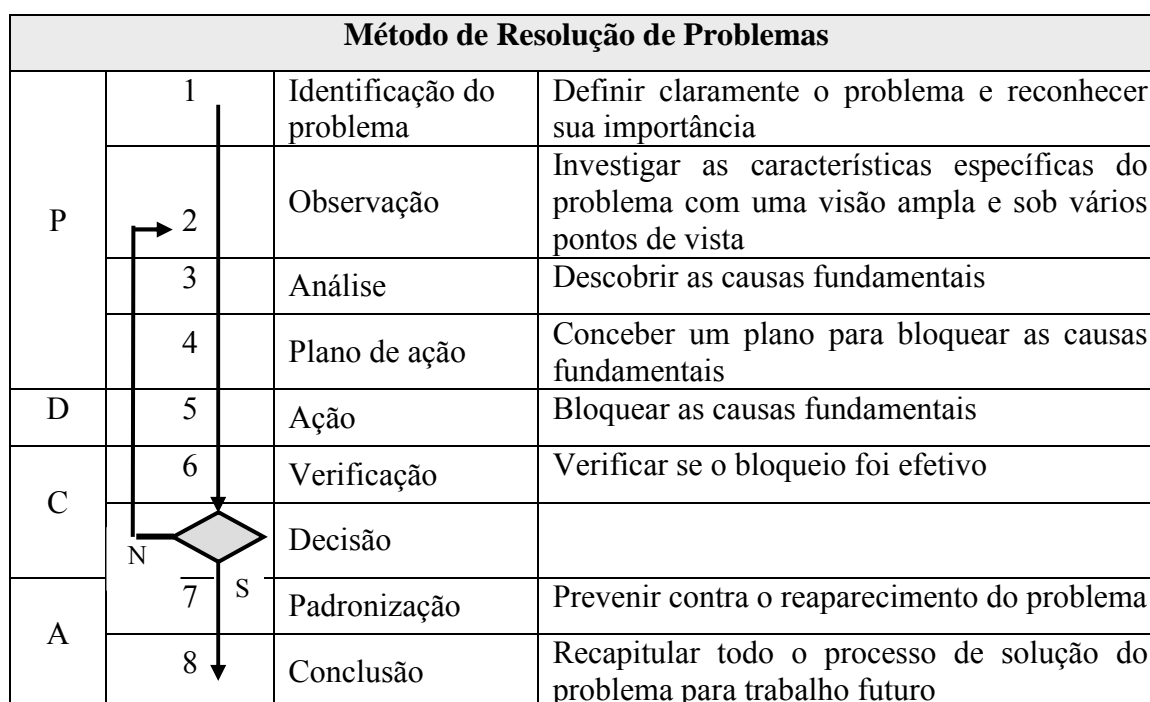 Método de Resolução de Problemas
P
1
Identificação do
problema
Definir claramente o problema e reconhecer
sua importância
2
Observação
Investigar as características específicas do
problema com uma visão ampla e sob vários
pontos de vista
3
Análise
Descobrir as causas fundamentais
4
Plano de ação
Conceber um plano para bloquear as causas
fundamentais
D
5
Ação
Bloquear as causas fundamentais
C
6
Verificação
Verificar se o bloqueio foi efetivo
N
S
Decisão
A
7
Padronização
Prevenir contra o reaparecimento do problema
8
Conclusão
Recapitular todo o processo de solução do
problema para trabalho futuro